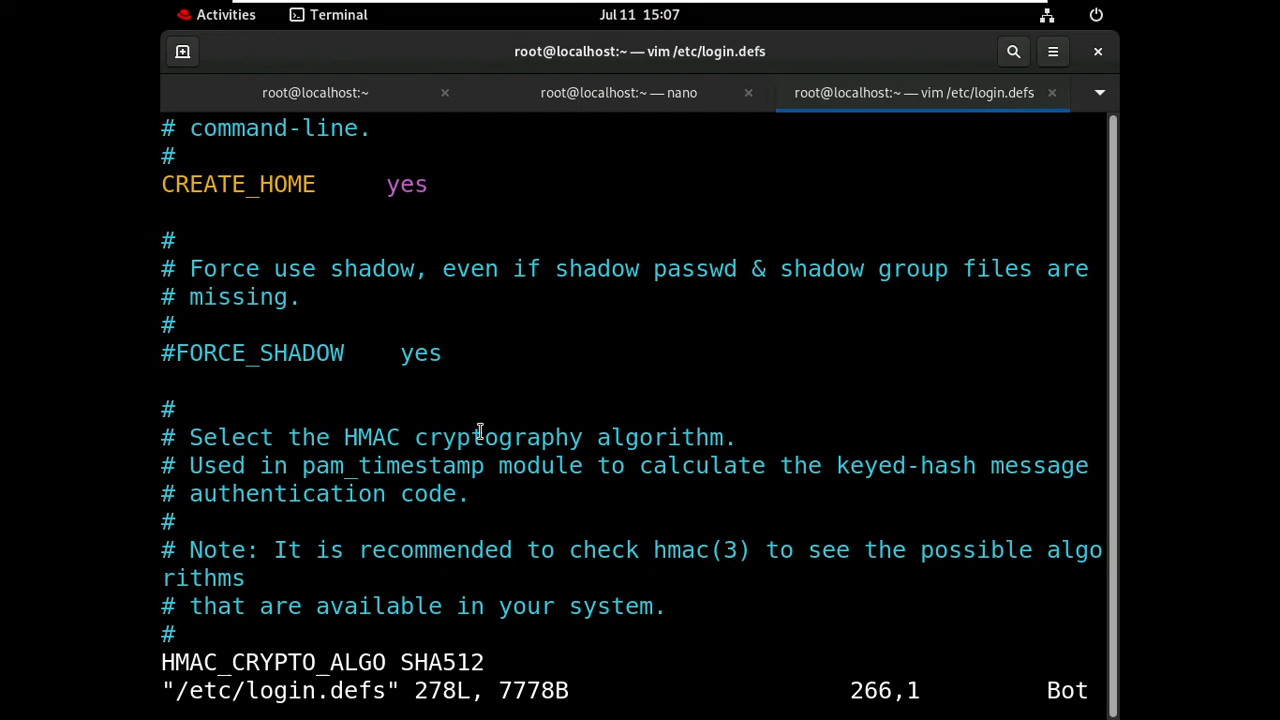 Activities Terminal Jul 11 15:07
root@localhost:~ — vim /etc/login.defs
root@localhost:~ × root@localhost:~ — nano × root@localhost:~ — vim /etc/login.defs ×
# command-line.
#
CREATE_HOME     yes
#
# Force use shadow, even if shadow passwd & shadow group files are
# missing.
#
#FORCE_SHADOW    yes
#
# Select the HMAC cryptography algorithm.
# Used in pam_timestamp module to calculate the keyed-hash message
# authentication code.
#
# Note: It is recommended to check hmac(3) to see the possible algo
rithms
# that are available in your system.
#
HMAC_CRYPTO_ALGO SHA512
"/etc/login.defs" 278L, 7778B                    266,1         Bot